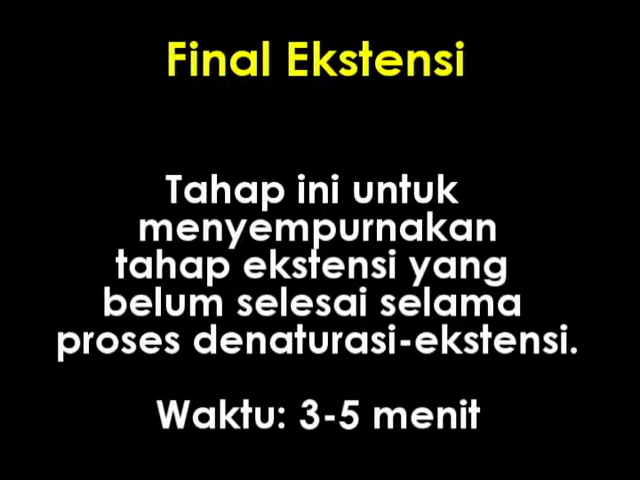 Final Ekstensi
Tahap ini untuk
menyempurnakan
tahap ekstensi yang
belum selesai selama
proses denaturasi-ekstensi.
Waktu: 3-5 menit